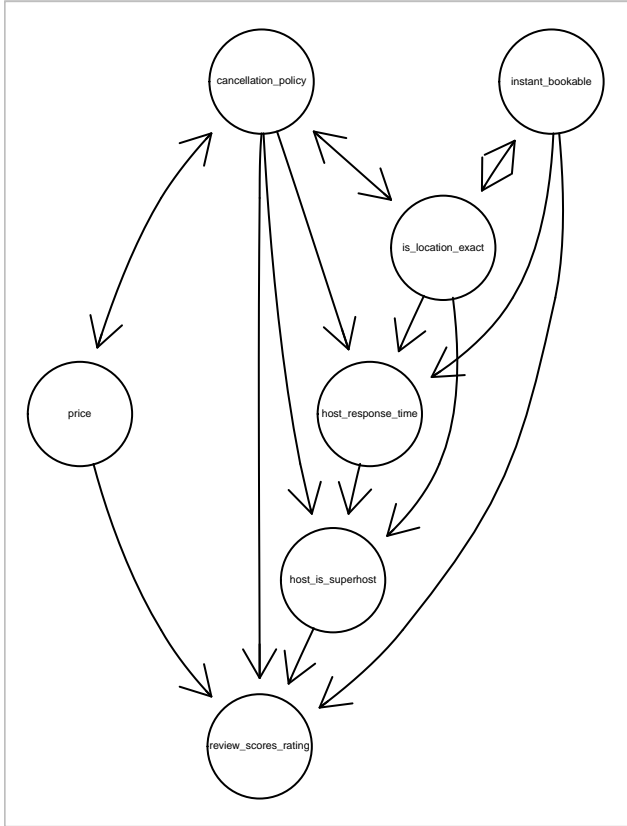 cancellation_policy
instant_bookable
is_location_exact
price
host_response_time
host_is_superhost
review_scores_rating